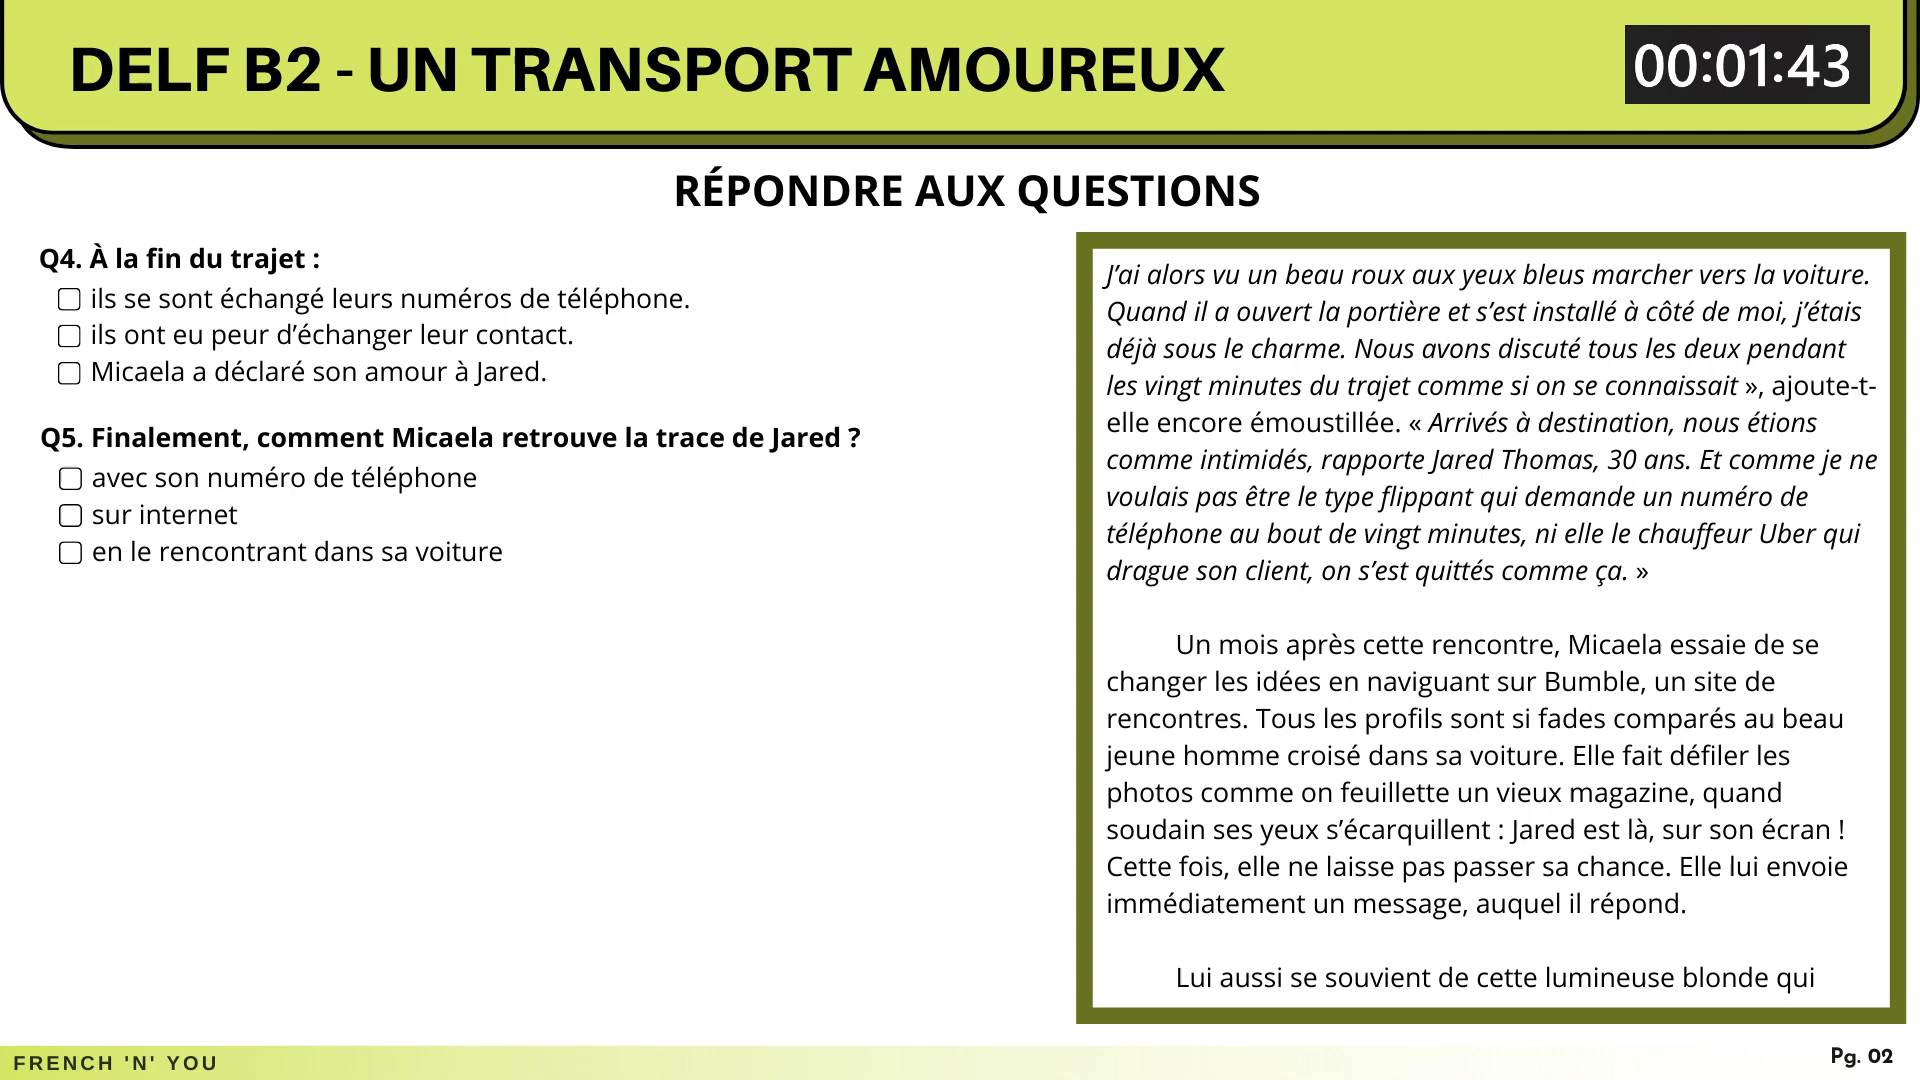 DELF B2 - UN TRANSPORT AMOUREUX
00:01:43
RÉPONDRE AUX QUESTIONS
Q4. À la fin du trajet :
ils se sont échangé leurs numéros de téléphone.
ils ont eu peur d’échanger leur contact.
Micaela a déclaré son amour à Jared.
Q5. Finalement, comment Micaela retrouve la trace de Jared ?
avec son numéro de téléphone
sur internet
en le rencontrant dans sa voiture
J’ai alors vu un beau roux aux yeux bleus marcher vers la voiture.
Quand il a ouvert la portière et s’est installé à côté de moi, j’étais
déjà sous le charme. Nous avons discuté tous les deux pendant
les vingt minutes du trajet comme si on se connaissait », ajoute-t-
elle encore émoustillée. « Arrivés à destination, nous étions
comme intimidés, rapporte Jared Thomas, 30 ans. Et comme je ne
voulais pas être le type flippant qui demande un numéro de
téléphone au bout de vingt minutes, ni elle le chauffeur Uber qui
drague son client, on s’est quittés comme ça. »
Un mois après cette rencontre, Micaela essaie de se
changer les idées en naviguant sur Bumble, un site de
rencontres. Tous les profils sont si fades comparés au beau
jeune homme croisé dans sa voiture. Elle fait défiler les
photos comme on feuillette un vieux magazine, quand
soudain ses yeux s’écarquillent : Jared est là, sur son écran !
Cette fois, elle ne laisse pas passer sa chance. Elle lui envoie
immédiatement un message, auquel il répond.
Lui aussi se souvient de cette lumineuse blonde qui
FRENCH 'N' YOU
Pg. 02